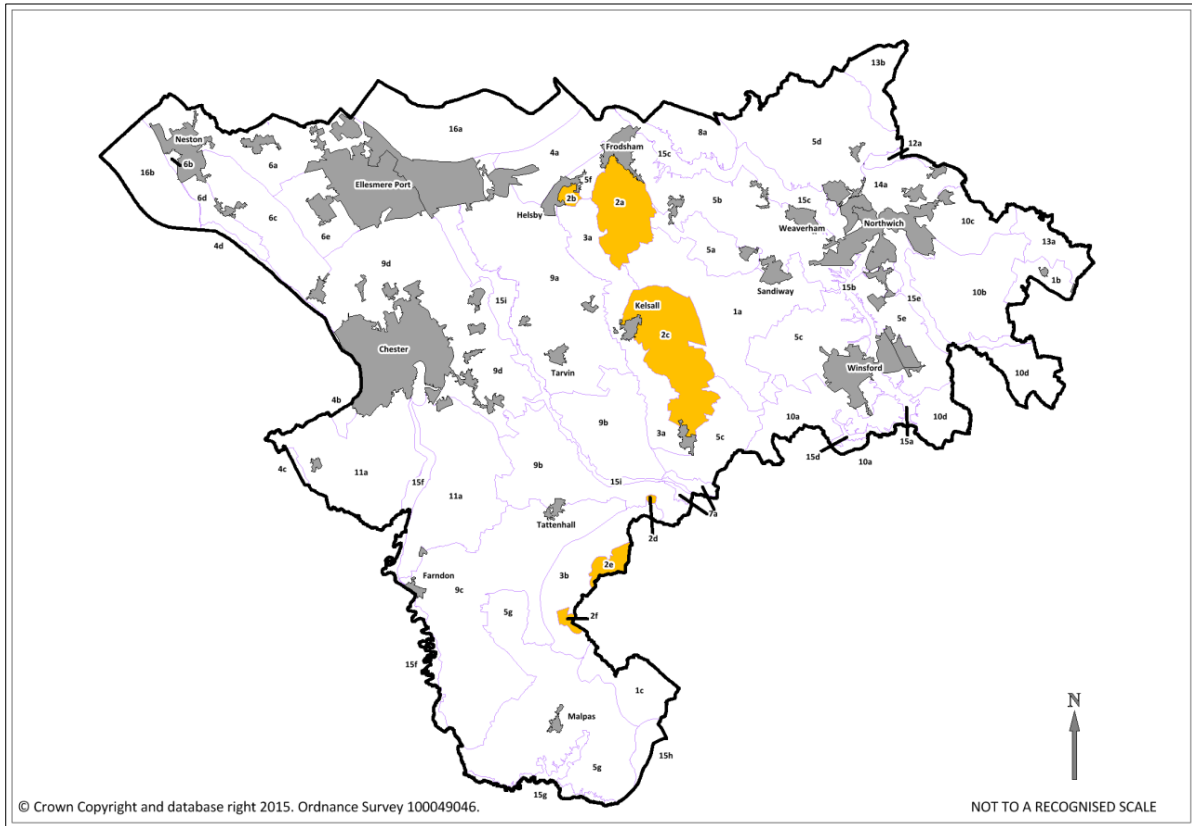 13b
16a
8a
5d
Neston
6b
6a
4a
Frodsham
15c
12a
16b
Ellesmere Port
5f
14a
6d
6c
2b
2a
5b
15c
Helsby
Weaverham
Northwich
10c
4d
6e
3a
13a
5a
9d
9a
Sandiway
15b
1b
15i
15e
10b
Kelsall
1a
5e
2c
5c
Chester
Tarvin
Winsford
9d
10d
4b
9b
3a
5c
10a
10d
15a
15d
10a
4c
11a
9b
15f
11a
15i
7a
Tattenhall
2d
2e
Farndon
3b
9c
5g
2f
15f
1c
Malpas
N
15h
5g
15g
© Crown Copyright and database right 2015. Ordnance Survey 100049046.
NOT TO A RECOGNISED SCALE